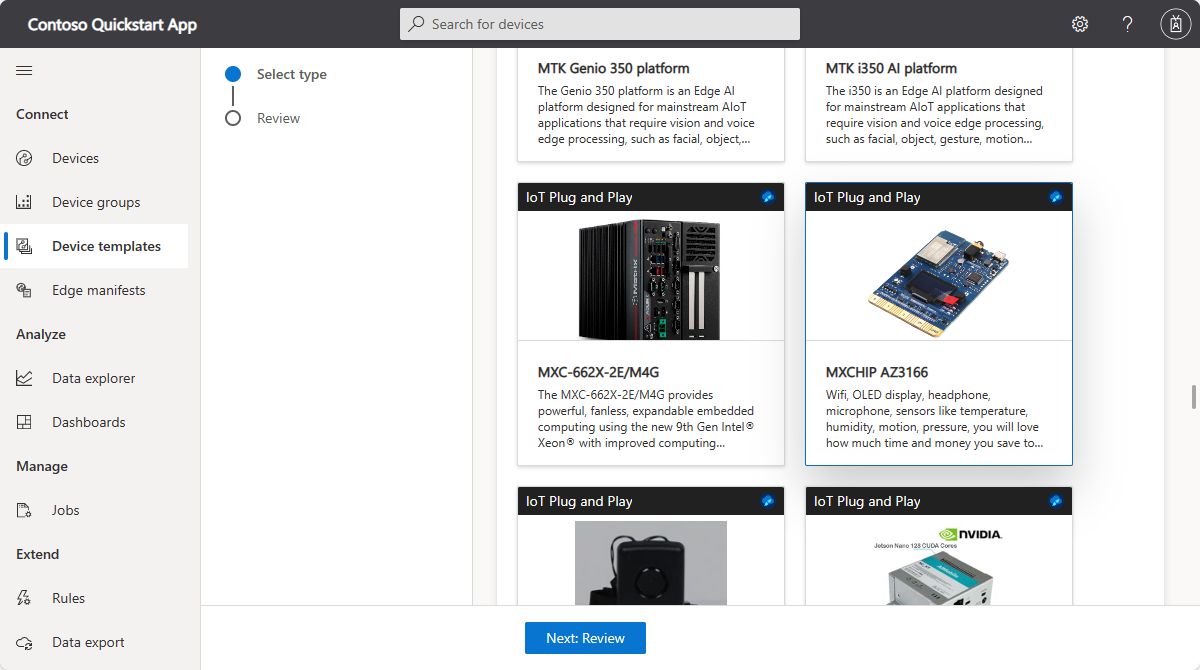 Contoso Quickstart App
Search for devices
?
Connect
Devices
Device groups
Device templates
Edge manifests
Analyze
Data explorer
Dashboards
Manage
Jobs
Extend
Rules
Data export
Select type
Review
MTK Genio 350 platform
The Genio 350 platform is an Edge AI
platform designed for mainstream AIoT
applications that require vision and voice
edge processing, such as facial, object,...
MTK i350 AI platform
The i350 is an Edge AI platform designed
for mainstream AIoT applications that
require vision and voice edge processing,
such as facial, object, gesture, motion...
IoT Plug and Play
MXC-662X-2E/M4G
The MXC-662X-2E/M4G provides
powerful, fanless, expandable embedded
computing using the new 9th Gen Intel®
Xeon® with improved computing...
IoT Plug and Play
MXCHIP AZ3166
Wifi, OLED display, headphone,
microphone, sensors like temperature,
humidity, motion, pressure, you will love
how much time and money you save to...
IoT Plug and Play
IoT Plug and Play
NVIDIA.
Jetson Nano 128 CUDA Cores
Next: Review